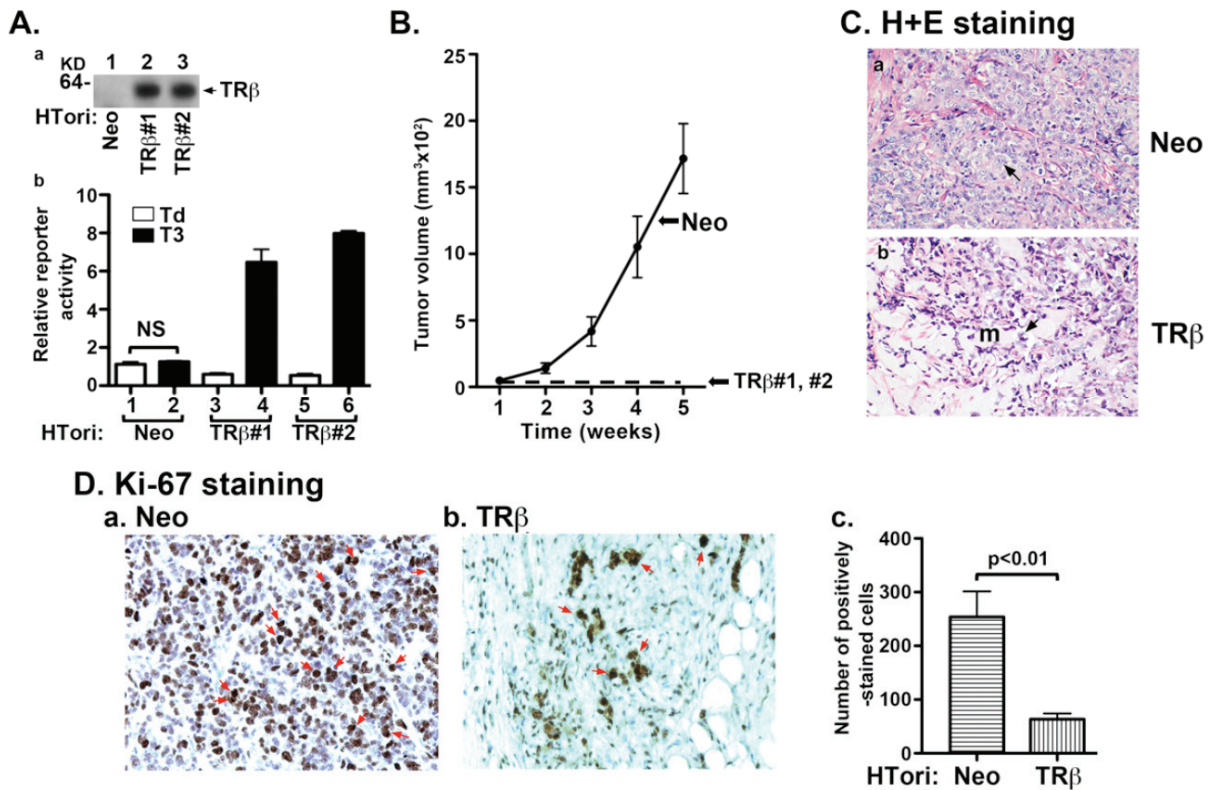 A.
a
KD 1 2 3
64-
TRβ
HTori: Neo TRβ#1 TRβ#2
b
Relative reporter activity
10
8
6
4
2
0
Td
T3
NS
1 2 3 4 5 6
HTori: Neo TRβ#1 TRβ#2
B.
Tumor volume (mm³x10²)
25
20
15
10
5
0
Neo
TRβ#1, #2
1 2 3 4 5
Time (weeks)
C. H+E staining
a
Neo
b
m
TRβ
D. Ki-67 staining
a. Neo
b. TRβ
c.
Number of positively
-stained cells
400
300
200
100
0
p<0.01
HTori: Neo TRβ